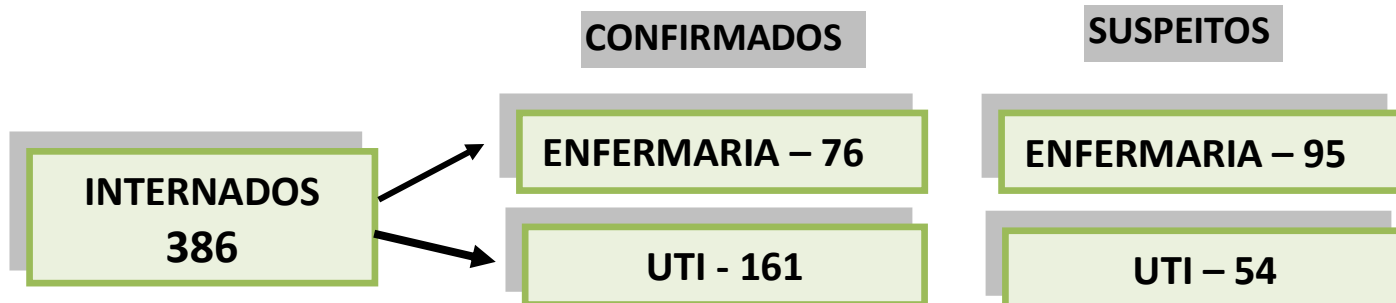 CONFIRMADOS
SUSPEITOS
INTERNADOS
386
ENFERMARIA – 76
ENFERMARIA – 95
UTI - 161
UTI – 54